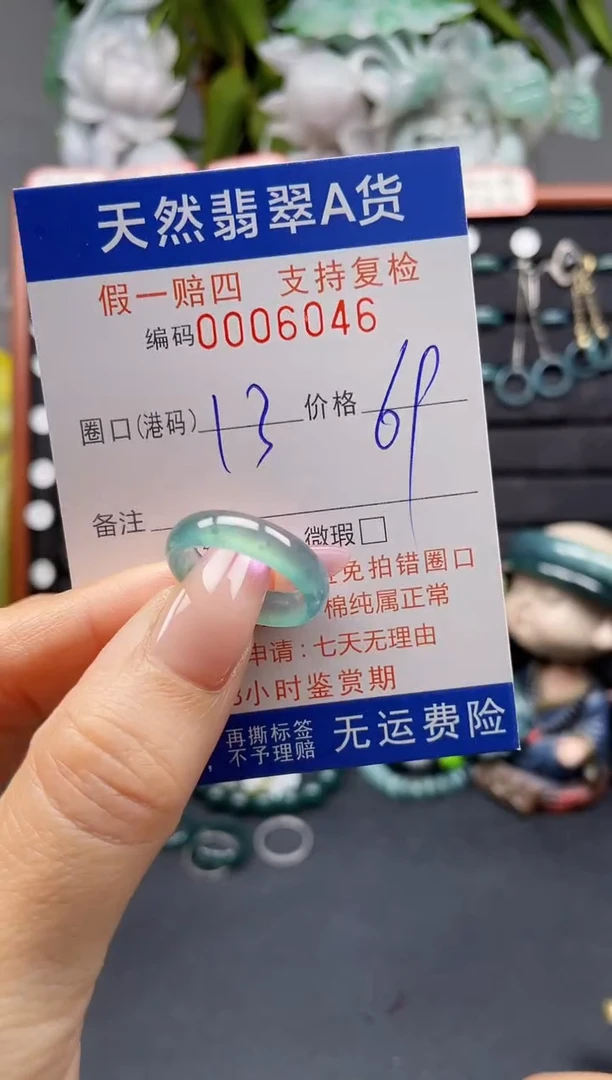 天然翡翠A货
假一赔四 支持复检
编码0006046
圈口(港码) 13 价格 69
备注 微瑕□
免拍错圈口
棉纯属正常
申请:七天无理由
小时鉴赏期
再撕标签
不予理赔
无运费险